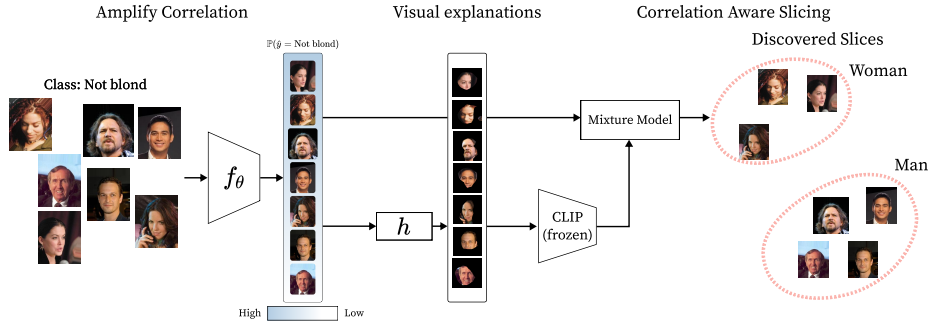 Amplify Correlation
Visual explanations
Correlation Aware Slicing
Discovered Slices
ℙ(ŷ = Not blond)
Class: Not blond
Woman
Mixture Model
f_θ
Man
h
CLIP
(frozen)
High
Low